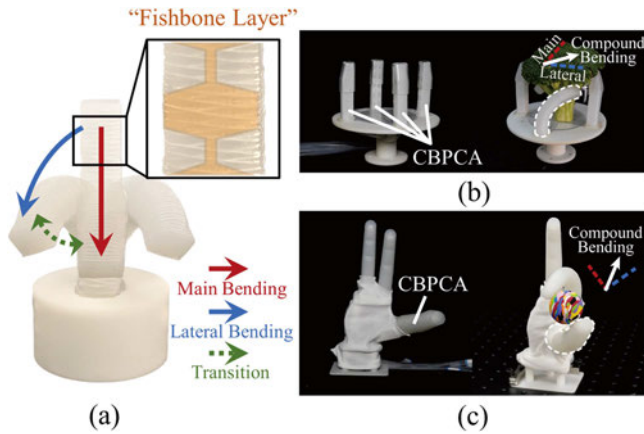 “Fishbone Layer”
Main Bending
Lateral Bending
Transition
(a)
Main
Compound
Bending
Lateral
CBPCA
(b)
CBPCA
Compound
Bending
(c)